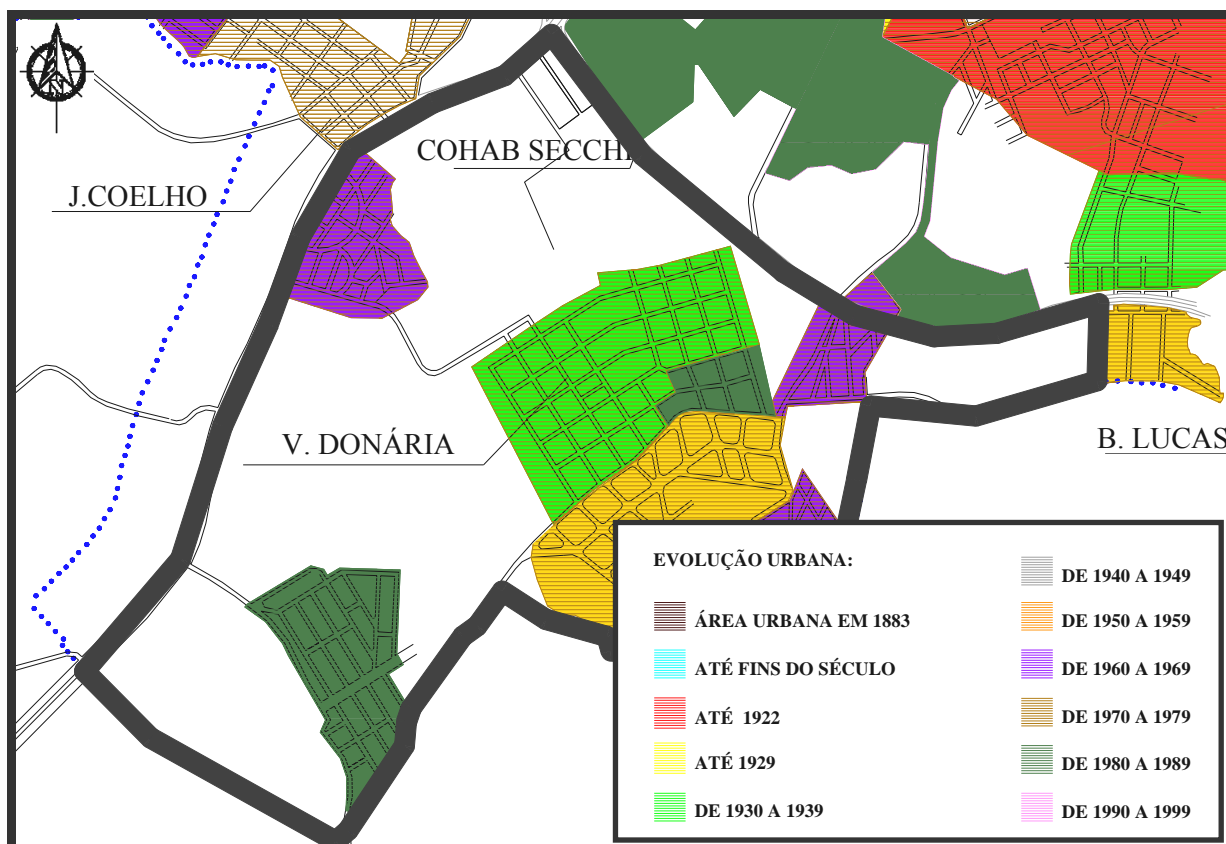 COHAB SECCHI
J.COELHO
V. DONÁRIA
B. LUCAS
EVOLUÇÃO URBANA:
ÁREA URBANA EM 1883
ATÉ FINS DO SÉCULO
ATÉ 1922
ATÉ 1929
DE 1930 A 1939
DE 1940 A 1949
DE 1950 A 1959
DE 1960 A 1969
DE 1970 A 1979
DE 1980 A 1989
DE 1990 A 1999